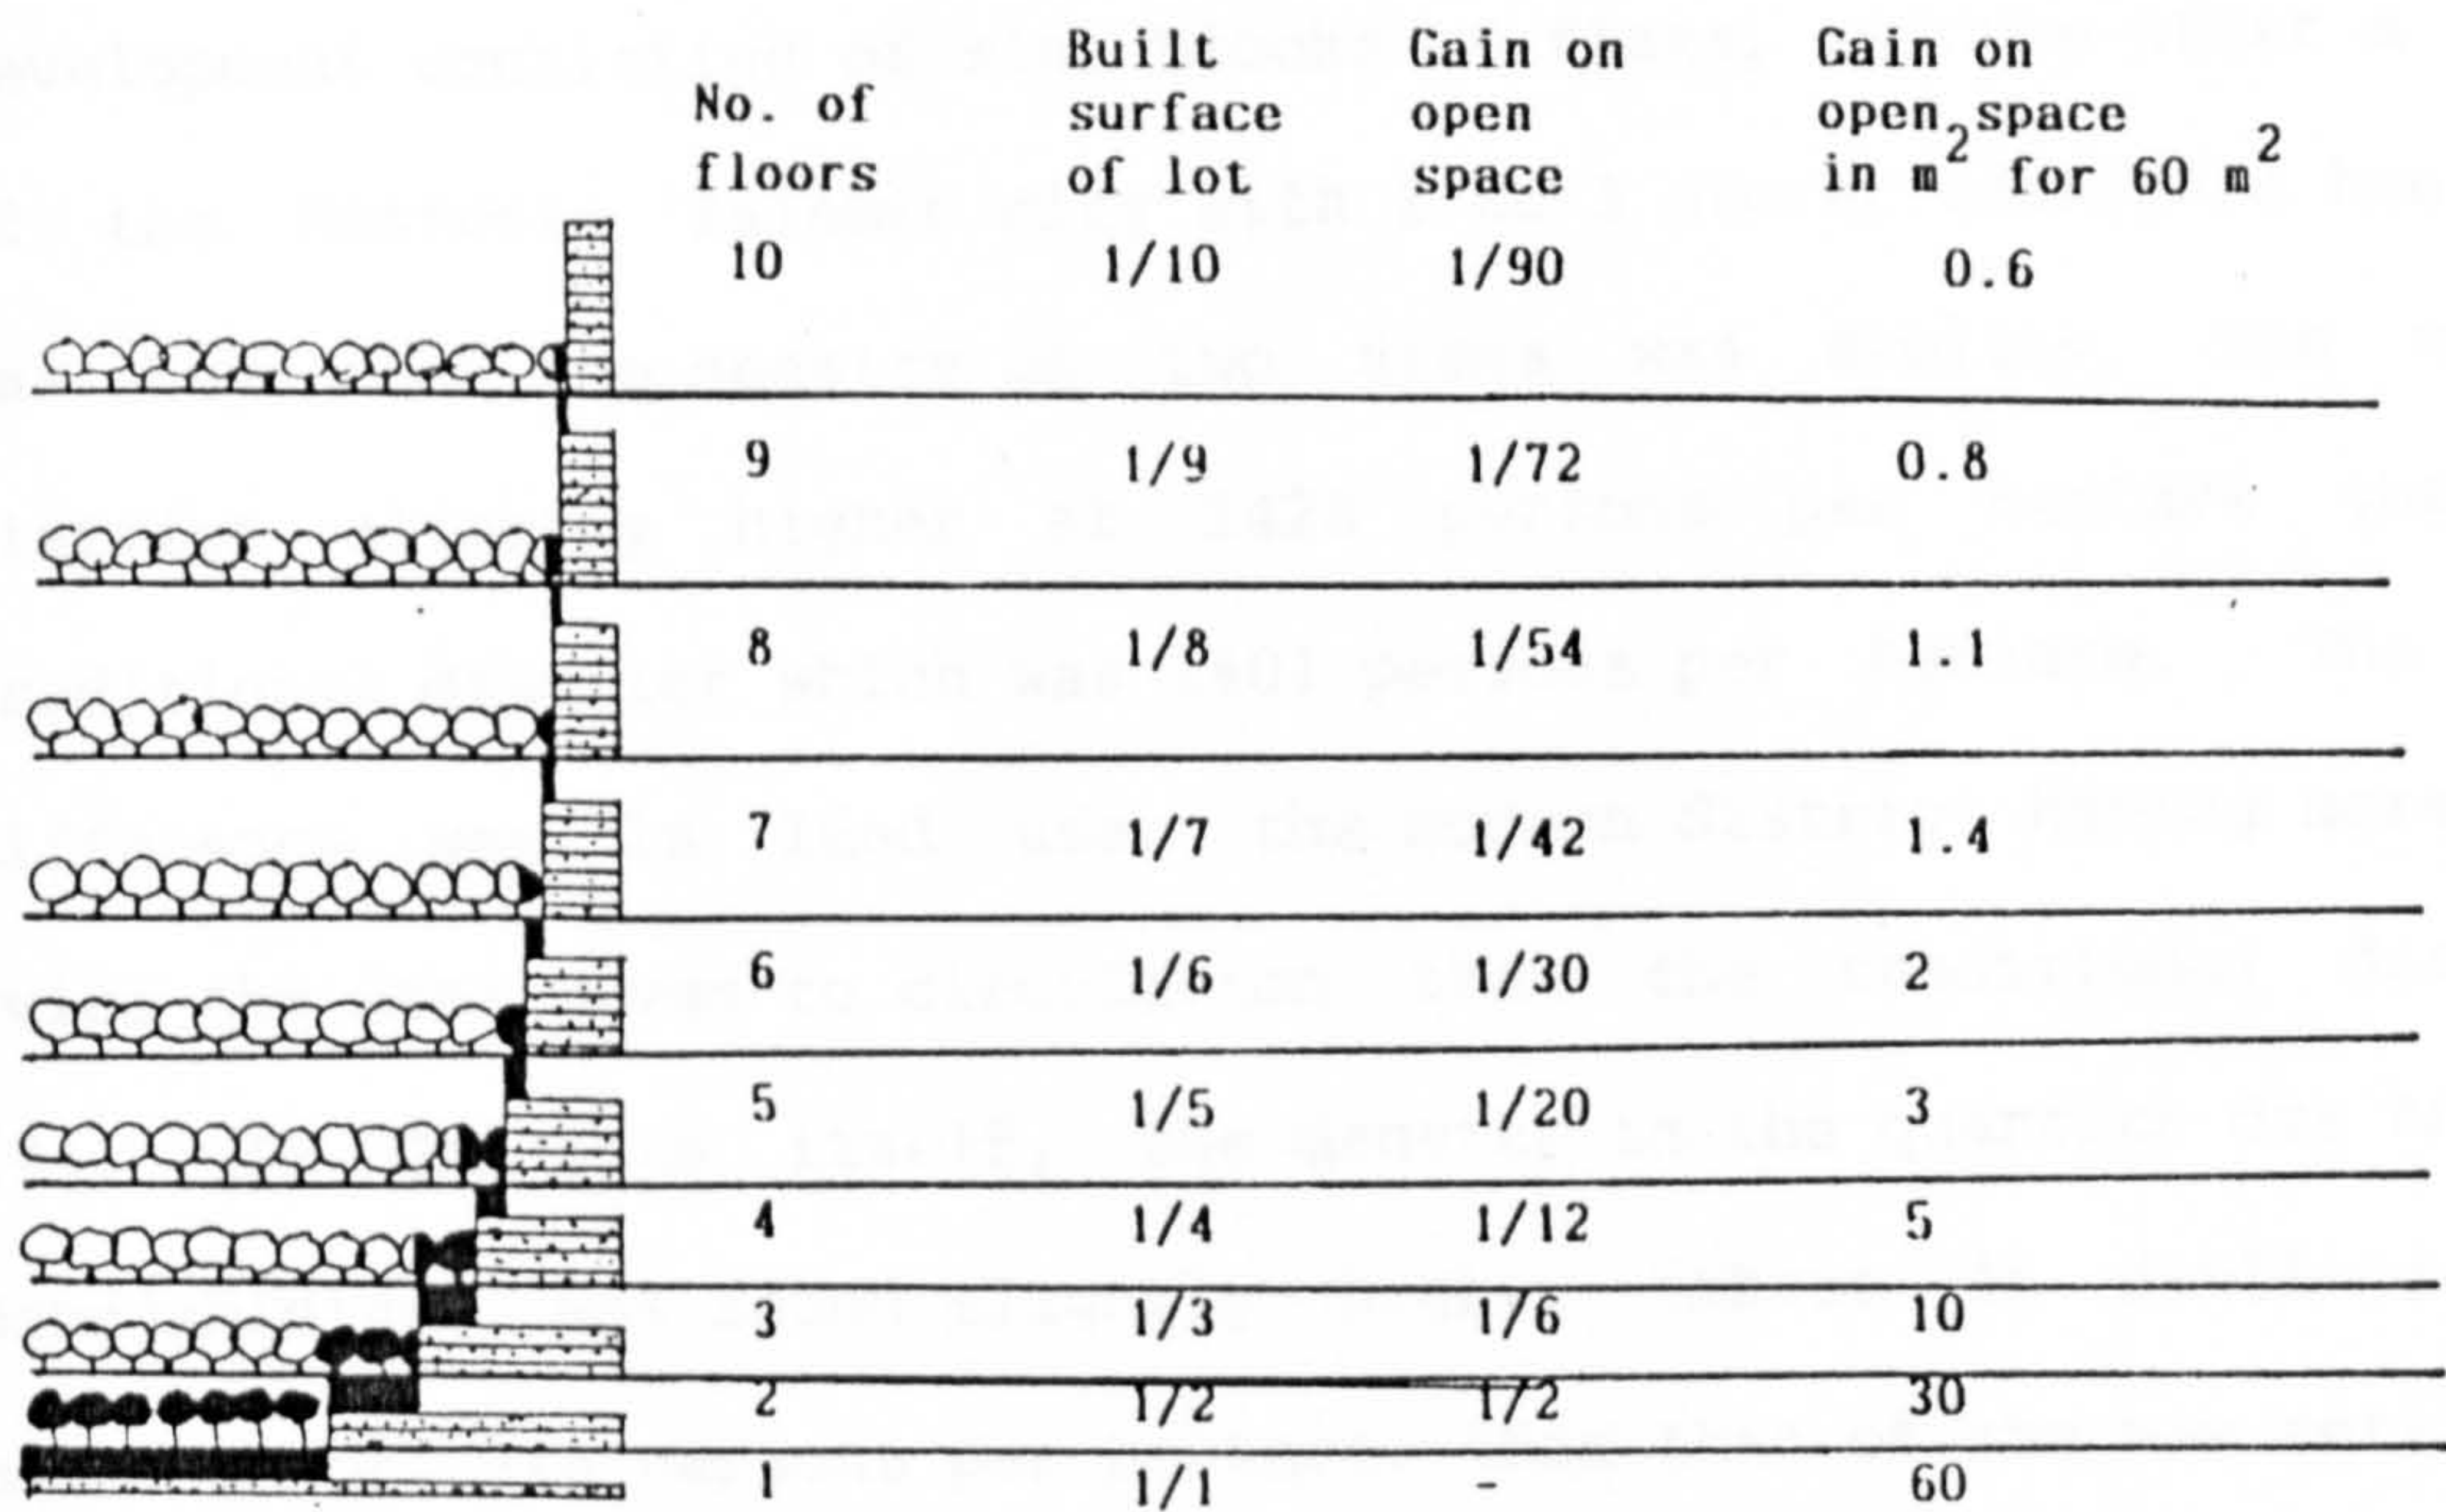 No. of floors	Built surface of lot	Gain on open space	Gain on open space in m² for 60 m²
10	1/10	1/90	0.6
9	1/9	1/72	0.8
8	1/8	1/54	1.1
7	1/7	1/42	1.4
6	1/6	1/30	2
5	1/5	1/20	3
4	1/4	1/12	5
3	1/3	1/6	10
2	1/2	1/2	30
1	1/1	-	60